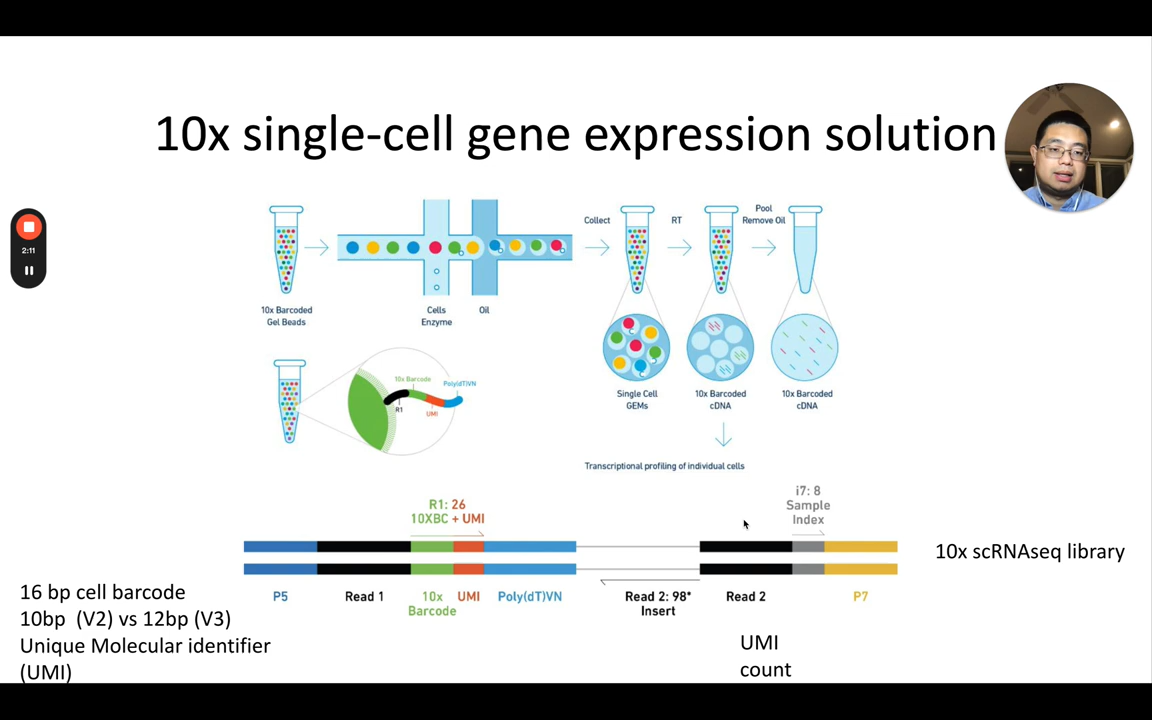 10x single-cell gene expression solution
2:11
Collect
RT
Pool
Remove Oil
10x Barcoded
Gel Beads
Cells
Enzyme
Oil
10x Barcode
Poly(dT)VN
R1
UMI
Single Cell
GEMs
10x Barcoded
cDNA
10x Barcoded
cDNA
Transcriptional profiling of individual cells
R1: 26
10XBC + UMI
i7: 8
Sample
Index
10x scRNAseq library
P5
Read 1
10x
Barcode
UMI
Poly(dT)VN
Read 2: 98*
Insert
Read 2
P7
16 bp cell barcode
10bp (V2) vs 12bp (V3)
Unique Molecular identifier
(UMI)
UMI
count